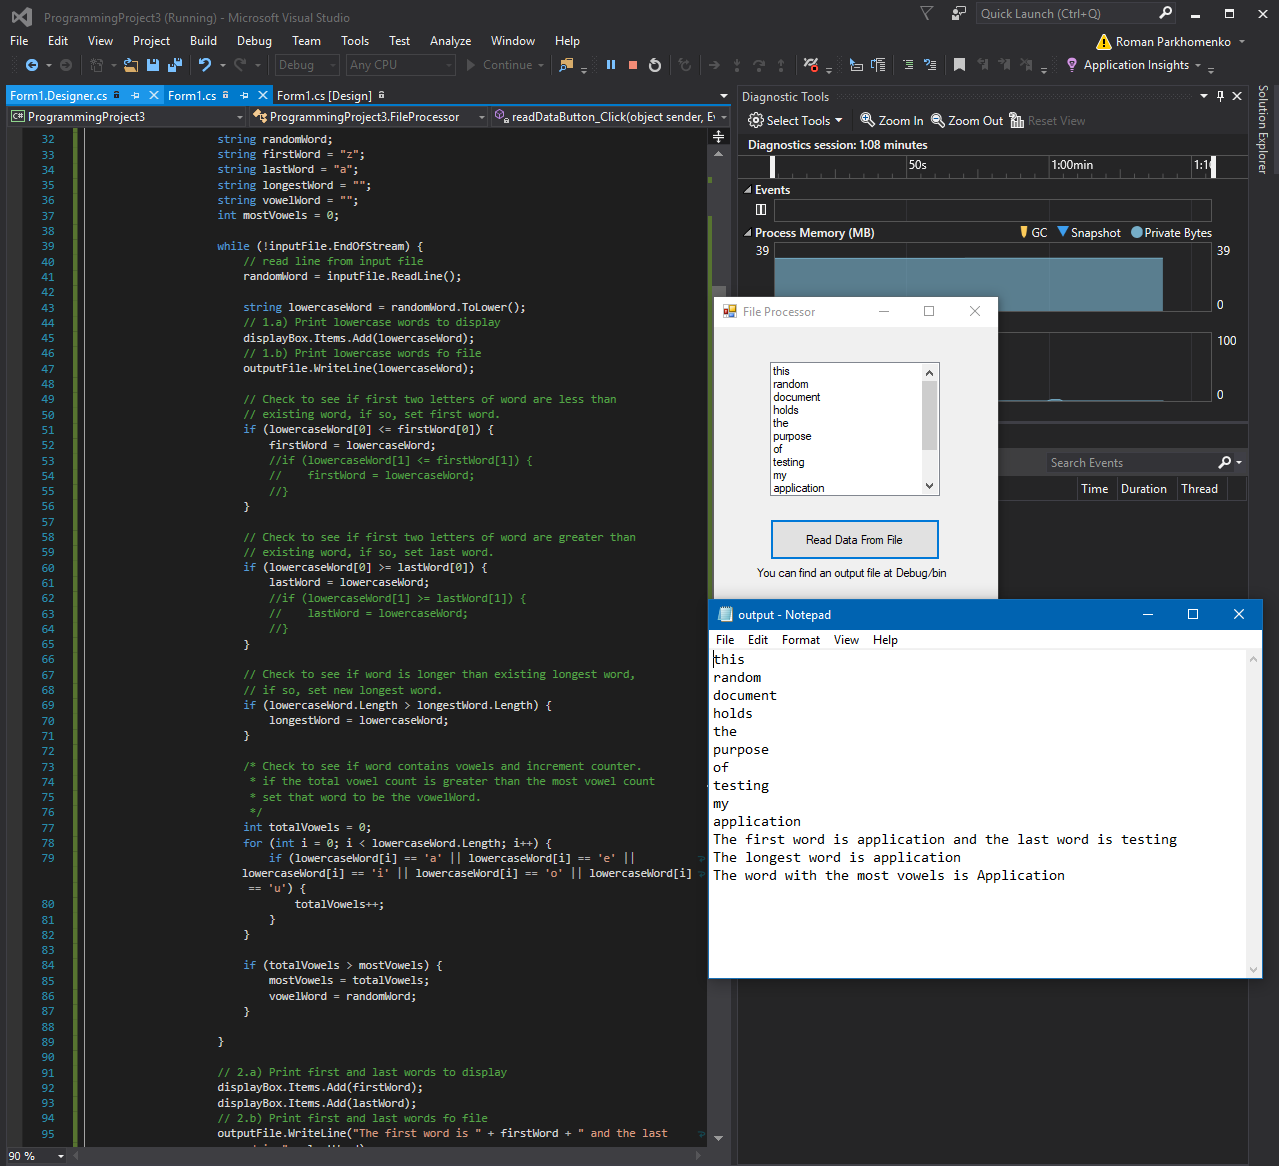 ProgrammingProject3 (Running) - Microsoft Visual Studio
Quick Launch (Ctrl+Q)
File Edit View Project Build Debug Team Tools Test Analyze Window Help
Roman Parkhomenko
Debug Any CPU Continue Application Insights
Form1.Designer.cs Form1.cs Form1.cs [Design]
ProgrammingProject3 ProgrammingProject3.FileProcessor readDataButton_Click(object sender, Ev
32 string randomWord;
33 string firstWord = "z";
34 string lastWord = "a";
35 string longestWord = "";
36 string vowelWord = "";
37 int mostVowels = 0;
38
39 while (!inputFile.EndOfStream) {
40 // read line from input file
41 randomWord = inputFile.ReadLine();
42
43 string lowercaseWord = randomWord.ToLower();
44 // 1.a) Print lowercase words to display
45 displayBox.Items.Add(lowercaseWord);
46 // 1.b) Print lowercase words fo file
47 outputFile.WriteLine(lowercaseWord);
48
49 // Check to see if first two letters of word are less than
50 // existing word, if so, set first word.
51 if (lowercaseWord[0] <= firstWord[0]) {
52 firstWord = lowercaseWord;
53 //if (lowercaseWord[1] <= firstWord[1]) {
54 // firstWord = lowercaseWord;
55 //}
56 }
57
58 // Check to see if first two letters of word are greater than
59 // existing word, if so, set last word.
60 if (lowercaseWord[0] >= lastWord[0]) {
61 lastWord = lowercaseWord;
62 //if (lowercaseWord[1] >= lastWord[1]) {
63 // lastWord = lowercaseWord;
64 //}
65 }
66
67 // Check to see if word is longer than existing longest word,
68 // if so, set new longest word.
69 if (lowercaseWord.Length > longestWord.Length) {
70 longestWord = lowercaseWord;
71 }
72
73 /* Check to see if word contains vowels and increment counter.
74 * if the total vowel count is greater than the most vowel count
75 * set that word to be the vowelWord.
76 */
77 int totalVowels = 0;
78 for (int i = 0; i < lowercaseWord.Length; i++) {
79 if (lowercaseWord[i] == 'a' || lowercaseWord[i] == 'e' ||
lowercaseWord[i] == 'i' || lowercaseWord[i] == 'o' || lowercaseWord[i]
== 'u') {
80 totalVowels++;
81 }
82 }
83
84 if (totalVowels > mostVowels) {
85 mostVowels = totalVowels;
86 vowelWord = randomWord;
87 }
88
89 }
90
91 // 2.a) Print first and last words to display
92 displayBox.Items.Add(firstWord);
93 displayBox.Items.Add(lastWord);
94 // 2.b) Print first and last words fo file
95 outputFile.WriteLine("The first word is " + firstWord + " and the last
90 %
Diagnostic Tools
Select Tools Zoom In Zoom Out Reset View
Diagnostics session: 1:08 minutes
50s 1:00min 1:10
Events
Process Memory (MB) GC Snapshot Private Bytes
39 39
0
100
0
Search Events
Time Duration Thread
Solution Explorer
File Processor
this
random
document
holds
the
purpose
of
testing
my
application
Read Data From File
You can find an output file at Debug/bin
output - Notepad
File Edit Format View Help
this
random
document
holds
the
purpose
of
testing
my
application
The first word is application and the last word is testing
The longest word is application
The word with the most vowels is Application